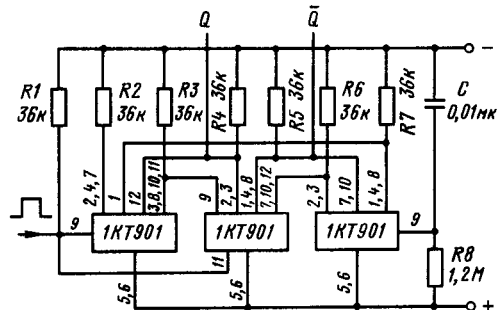 Q
Q̄
−
R1
36к
R2
36к
R3
36к
R4
36к
R5
36к
R6
36к
R7
36к
C
0,01мк
2,4,7
1
12
3,8,10,11
9
2,3
1,4,8
7,10,12
2,3
7,10
1,4,8
9
1КТ901
1КТ901
1КТ901
9
11
5,6
5,6
5,6
R8
1,2М
+